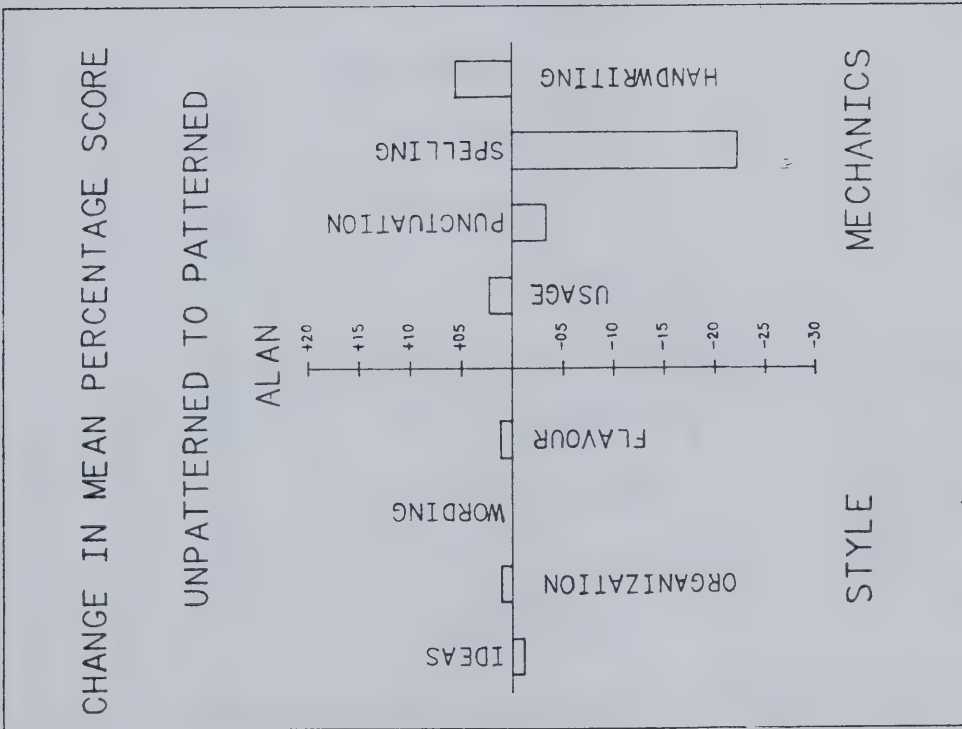 CHANGE IN MEAN PERCENTAGE SCORE
UNPATTERNED TO PATTERNED
ALAN
+20
+15
+10
+05
-05
-10
-15
-20
-25
-30
IDEAS
ORGANIZATION
WORDING
FLAVOUR
USAGE
PUNCTUATION
SPELLING
HANDWRITING
STYLE
MECHANICS